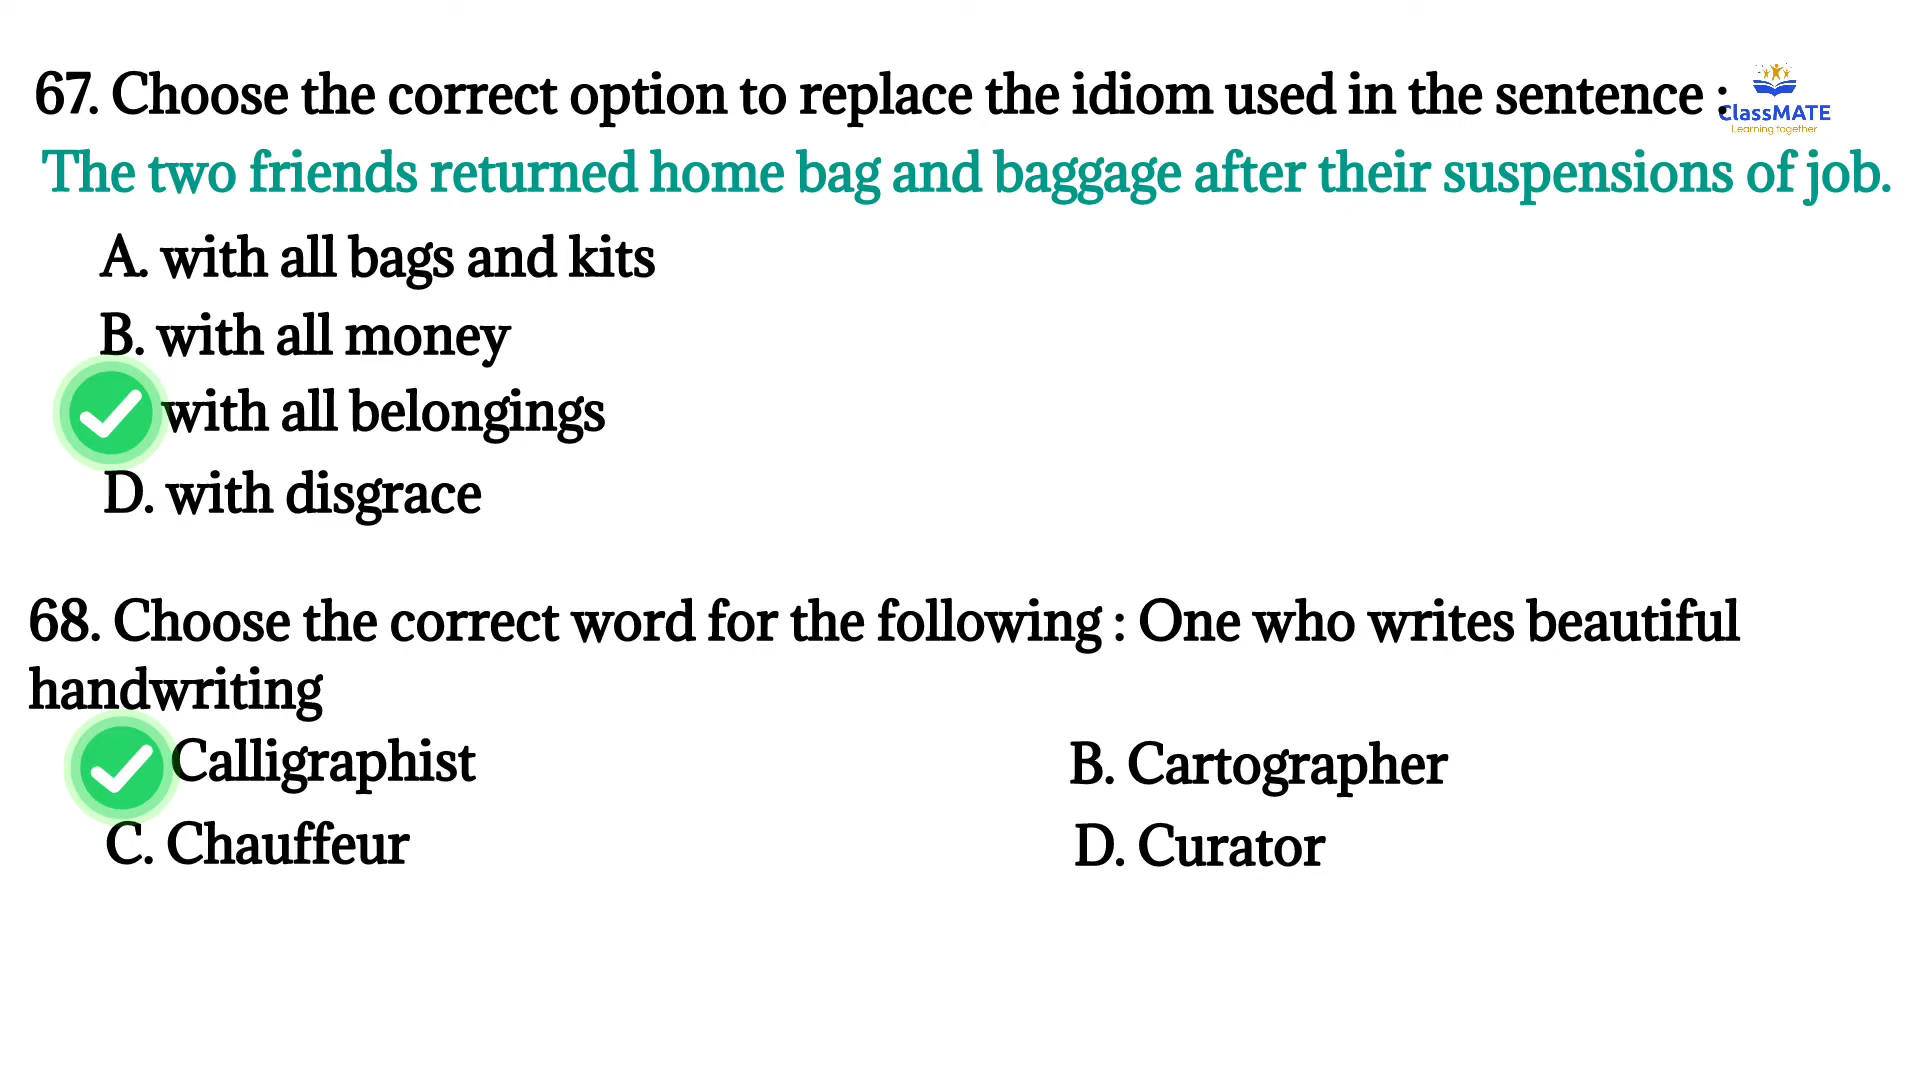 67. Choose the correct option to replace the idiom used in the sentence :
ClassMATE
Learning together
The two friends returned home bag and baggage after their suspensions of job.
A. with all bags and kits
B. with all money
with all belongings
D. with disgrace
68. Choose the correct word for the following : One who writes beautiful
handwriting
Calligraphist
B. Cartographer
C. Chauffeur
D. Curator